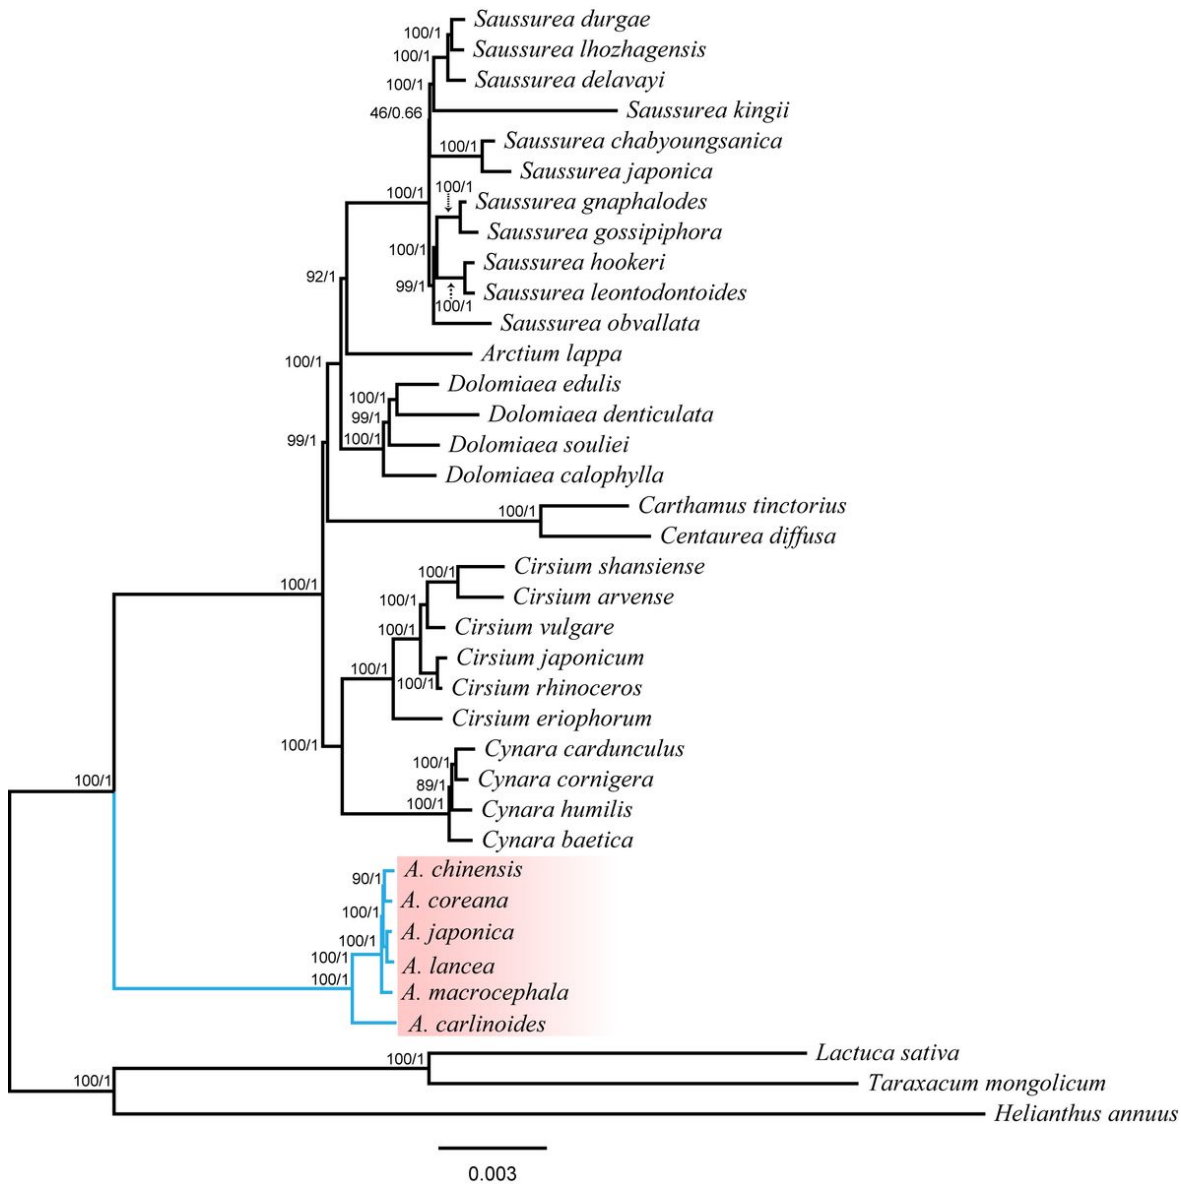 Saussurea durgae
100/1
Saussurea lhozhagensis
100/1
Saussurea delavayi
100/1
Saussurea kingii
46/0.66
Saussurea chabyoungsanica
100/1
Saussurea japonica
100/1
100/1
Saussurea gnaphalodes
Saussurea gossipiphora
100/1
Saussurea hookeri
92/1
99/1
Saussurea leontodontoides
100/1
Saussurea obvallata
Arctium lappa
100/1
Dolomiaea edulis
100/1
Dolomiaea denticulata
99/1
99/1
100/1
Dolomiaea souliei
Dolomiaea calophylla
Carthamus tinctorius
100/1
Centaurea diffusa
Cirsium shansiense
100/1
100/1
Cirsium arvense
100/1
Cirsium vulgare
100/1
Cirsium japonicum
100/1
100/1
Cirsium rhinoceros
Cirsium eriophorum
100/1
Cynara cardunculus
100/1
Cynara cornigera
100/1
89/1
100/1
Cynara humilis
Cynara baetica
A. chinensis
90/1
A. coreana
100/1
A. japonica
100/1
100/1
A. lancea
100/1
A. macrocephala
A. carlinoides
Lactuca sativa
100/1
100/1
Taraxacum mongolicum
Helianthus annuus
0.003